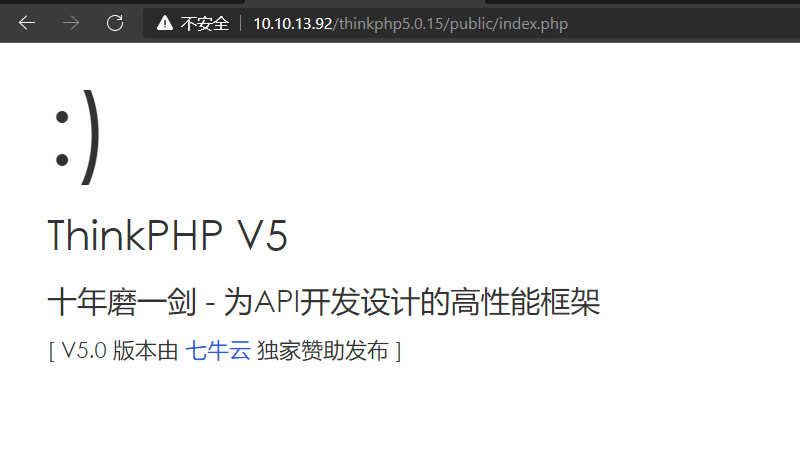 不安全 | 10.10.13.92/thinkphp5.0.15/public/index.php
:)
ThinkPHP V5
十年磨一剑 - 为API开发设计的高性能框架
[ V5.0 版本由 七牛云 独家赞助发布 ]